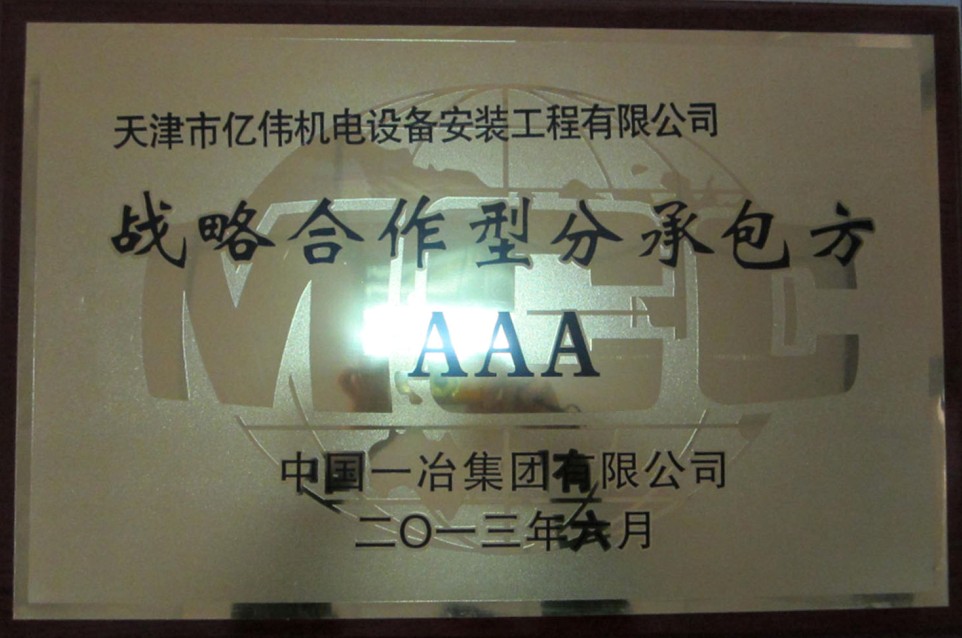 天津市亿伟机电设备安装工程有限公司
战略合作型分承包方
MCC
AAA
中国一冶集团有限公司
二〇一三年六月